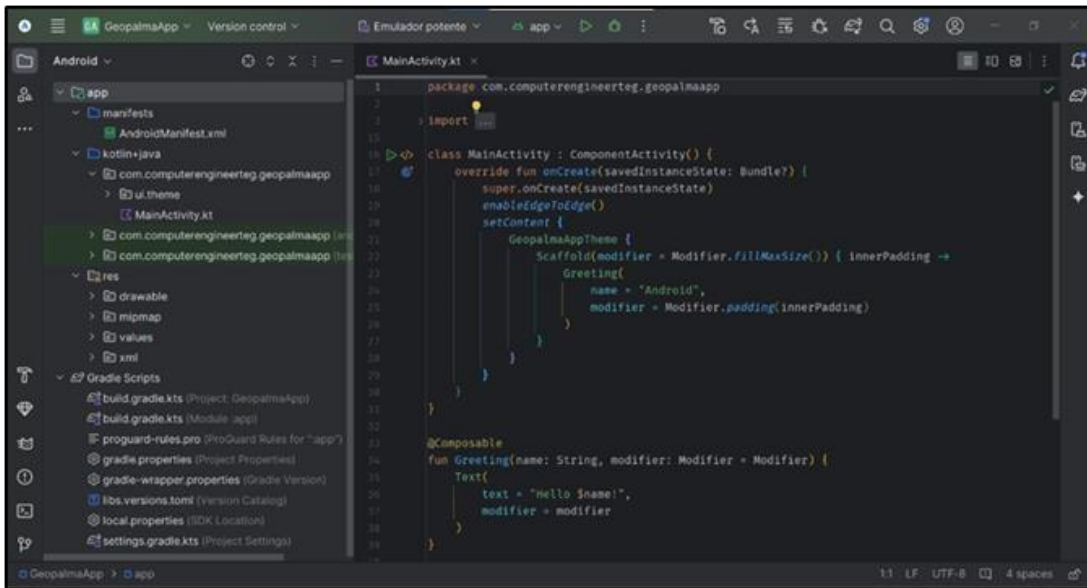 GA GeopalmaApp Version control Emulador potente app
Android
app
manifests
AndroidManifest.xml
kotlin+java
com.computerengineerteg.geopalmaapp
ui.theme
MainActivity.kt
com.computerengineerteg.geopalmaapp
com.computerengineerteg.geopalmaapp
res
drawable
mipmap
values
xml
Gradle Scripts
build.gradle.kts (Project: GeopalmaApp)
build.gradle.kts (Module :app)
proguard-rules.pro (ProGuard Rules for ":app")
gradle.properties (Project Properties)
gradle-wrapper.properties (Gradle Version)
libs.versions.toml (Version Catalog)
local.properties (SDK Location)
settings.gradle.kts (Project Settings)
MainActivity.kt
package com.computerengineerteg.geopalmaapp
import ...
class MainActivity : ComponentActivity() {
override fun onCreate(savedInstanceState: Bundle?) {
super.onCreate(savedInstanceState)
enableEdgeToEdge()
setContent {
GeopalmaAppTheme {
Scaffold(modifier = Modifier.fillMaxSize()) { innerPadding →
Greeting(
name = "Android",
modifier = Modifier.padding(innerPadding)
)
}
}
}
}
}
@Composable
fun Greeting(name: String, modifier: Modifier = Modifier) {
Text(
text = "Hello $name!",
modifier = modifier
)
}
GeopalmaApp > app 1:1 LF UTF-8 4 spaces